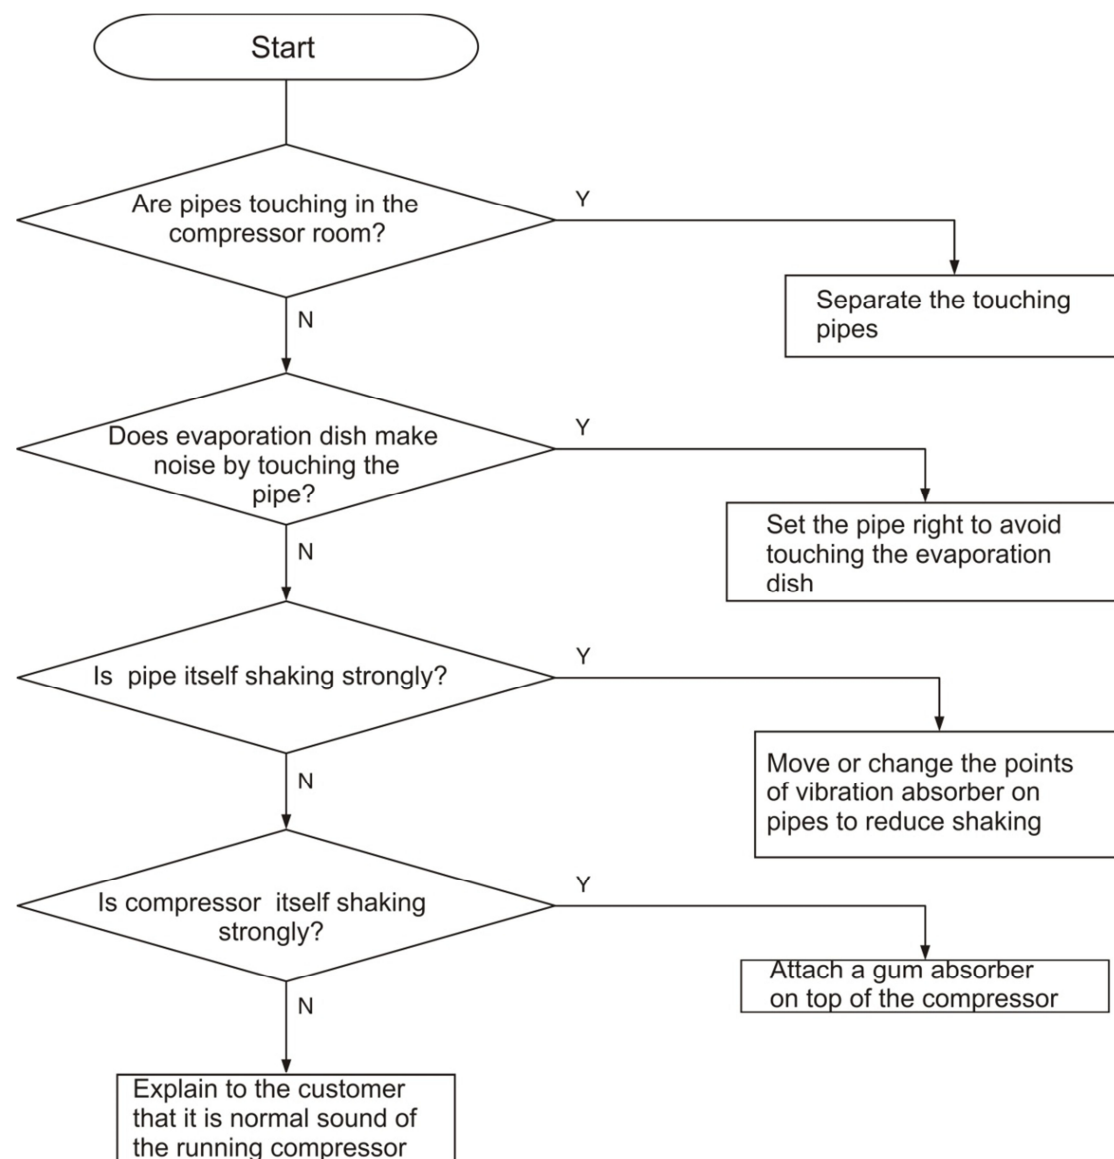 Start
Are pipes touching in the
compressor room?
Y
Separate the touching
pipes
N
Does evaporation dish make
noise by touching the
pipe?
Y
Set the pipe right to avoid
touching the evaporation
dish
N
Is pipe itself shaking strongly?
Y
Move or change the points
of vibration absorber on
pipes to reduce shaking
N
Is compressor itself shaking
strongly?
Y
Attach a gum absorber
on top of the compressor
N
Explain to the customer
that it is normal sound of
the running compressor